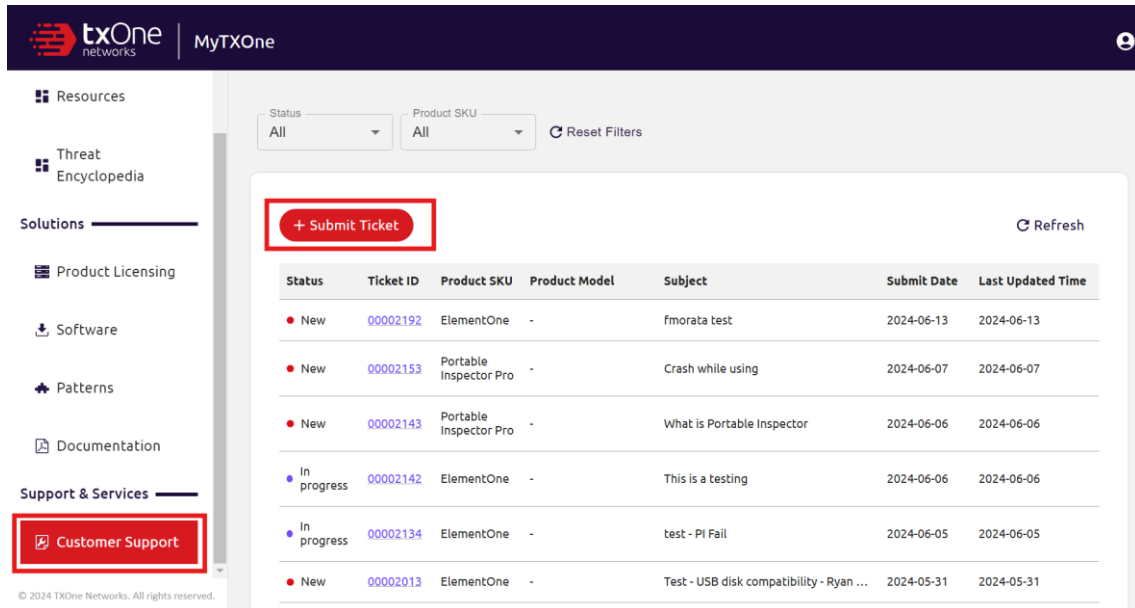 txOne
networks
MyTXOne
Resources
Threat
Encyclopedia
Solutions
Product Licensing
Software
Patterns
Documentation
Support & Services
Customer Support
© 2024 TXOne Networks. All rights reserved.
Status
All
Product SKU
All
Reset Filters
+ Submit Ticket
Refresh
Status Ticket ID Product SKU Product Model Subject Submit Date Last Updated Time
New 00002192 ElementOne - fmorata test 2024-06-13 2024-06-13
New 00002153 Portable Inspector Pro - Crash while using 2024-06-07 2024-06-07
New 00002143 Portable Inspector Pro - What is Portable Inspector 2024-06-06 2024-06-06
In progress 00002142 ElementOne - This is a testing 2024-06-06 2024-06-06
In progress 00002134 ElementOne - test - PI Fail 2024-06-05 2024-06-05
New 00002013 ElementOne - Test - USB disk compatibility - Ryan ... 2024-05-31 2024-05-31